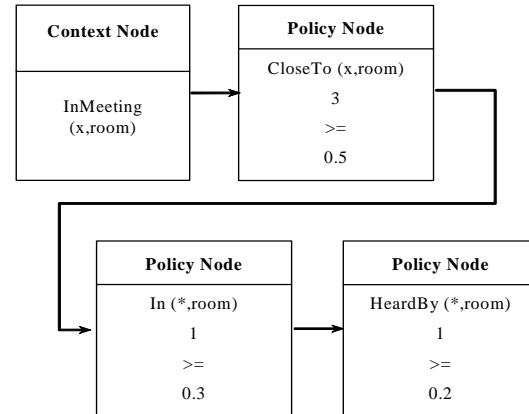 Context Node
InMeeting
(x,room)
Policy Node
CloseTo (x,room)
3
>=
0.5
Policy Node
In (*,room)
1
>=
0.3
Policy Node
HeardBy (*,room)
1
>=
0.2